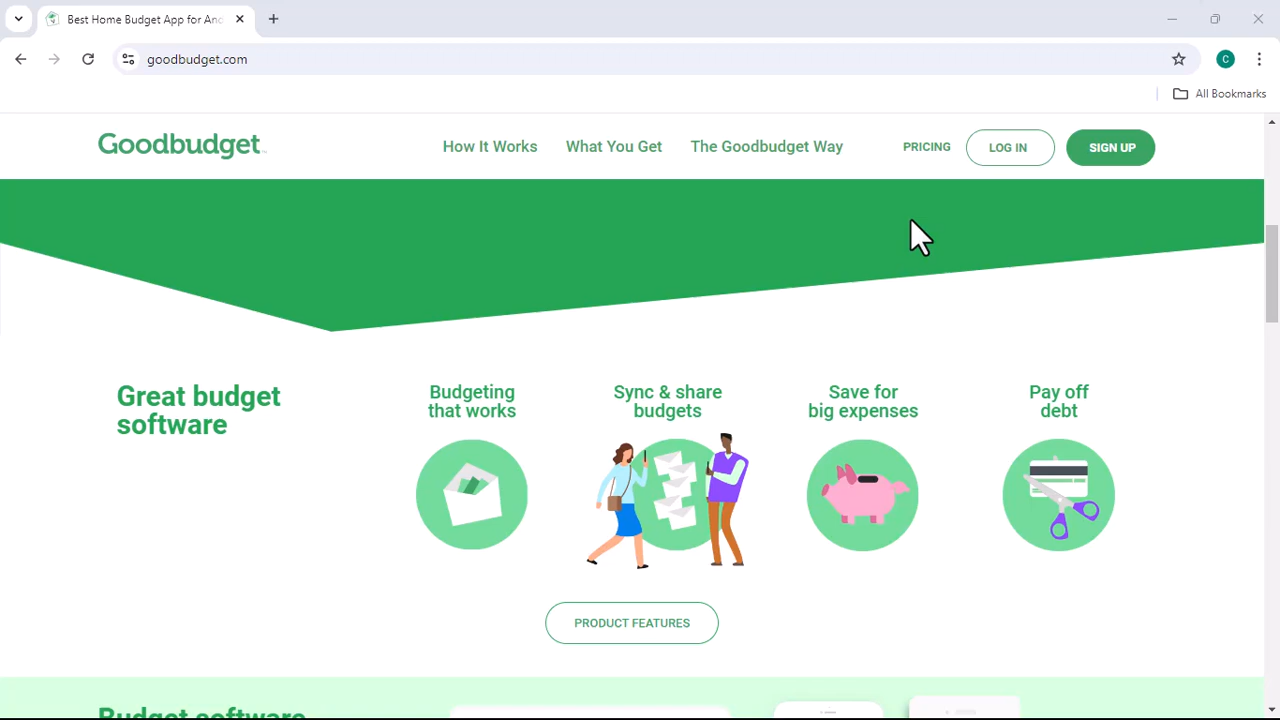 Best Home Budget App for And
goodbudget.com
C
All Bookmarks
Goodbudget
How It Works
What You Get
The Goodbudget Way
PRICING
LOG IN
SIGN UP
Great budget
software
Budgeting
that works
Sync & share
budgets
Save for
big expenses
Pay off
debt
PRODUCT FEATURES
Budget software